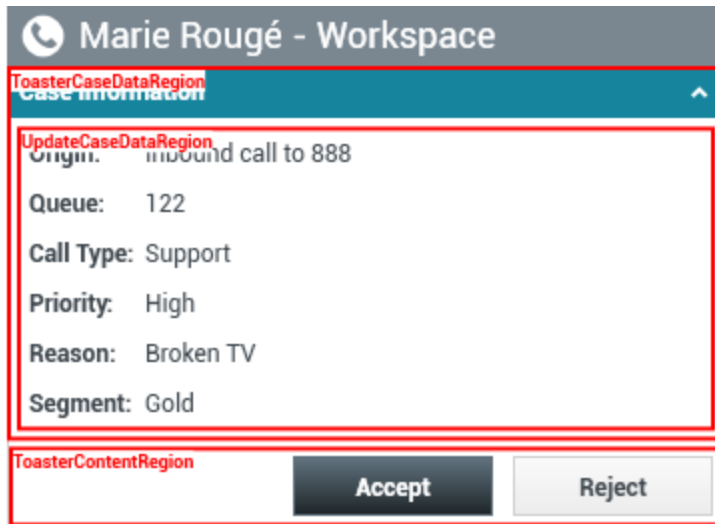 Marie Rougé - Workspace
ToasterCaseDataRegion
Case Information
UpdateCaseDataRegion
Origin: Inbound call to 888
Queue: 122
Call Type: Support
Priority: High
Reason: Broken TV
Segment: Gold
ToasterContentRegion
Accept Reject